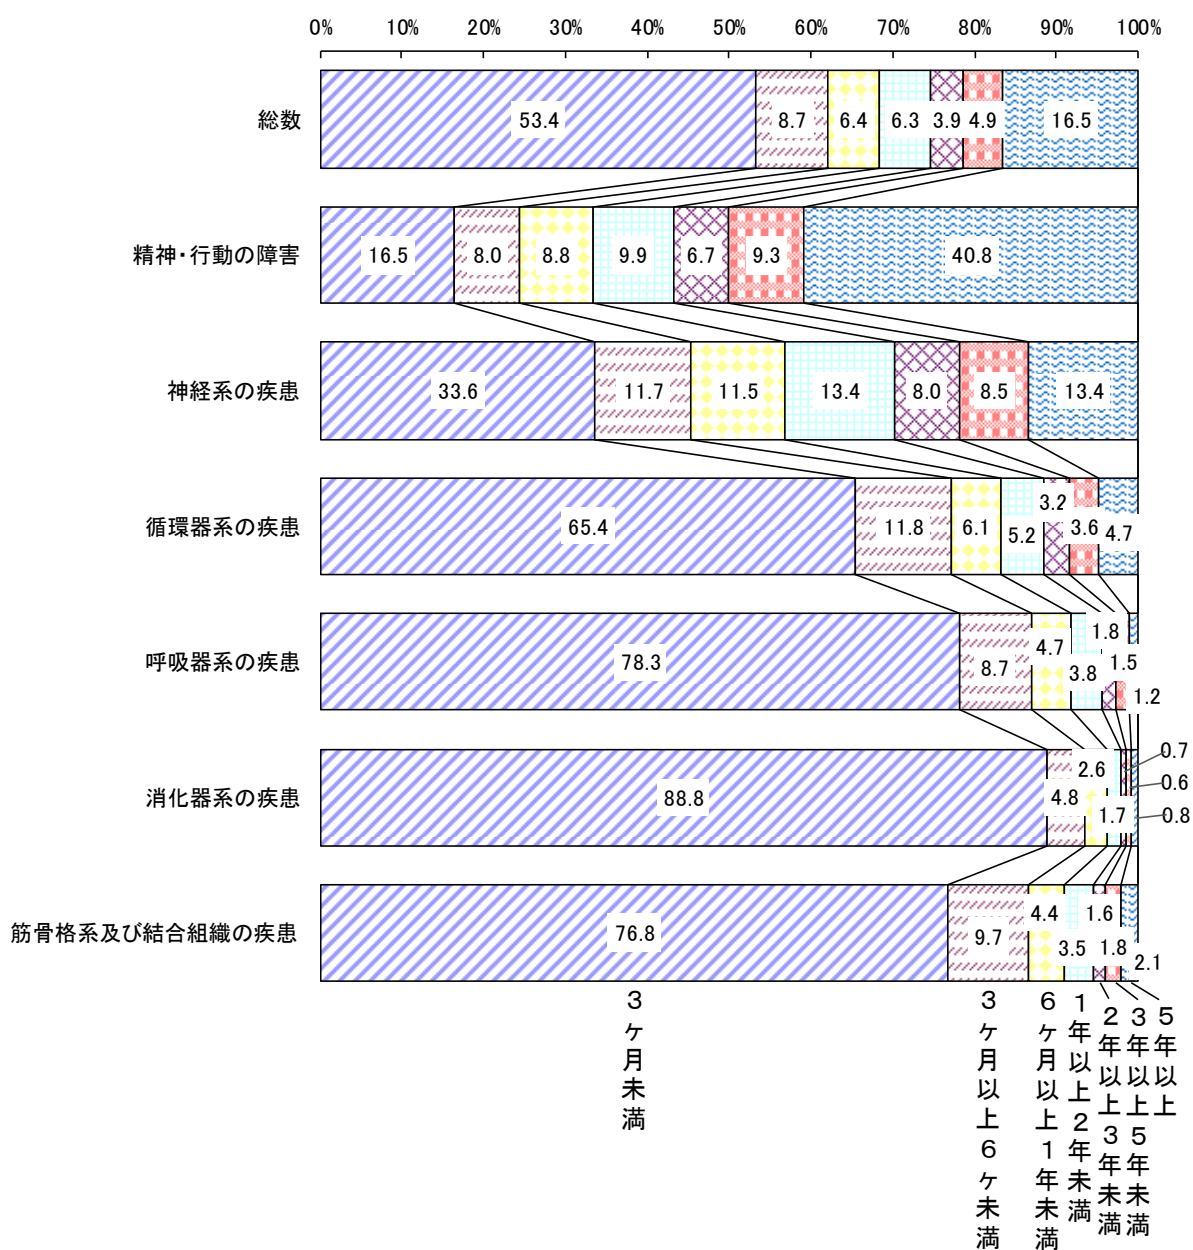 0% 10% 20% 30% 40% 50% 60% 70% 80% 90% 100%
総数 53.4 8.7 6.4 6.3 3.9 4.9 16.5
精神・行動の障害 16.5 8.0 8.8 9.9 6.7 9.3 40.8
神経系の疾患 33.6 11.7 11.5 13.4 8.0 8.5 13.4
循環器系の疾患 65.4 11.8 6.1 5.2 3.2 3.6 4.7
呼吸器系の疾患 78.3 8.7 4.7 3.8 1.8 1.5 1.2
消化器系の疾患 88.8 4.8 2.6 1.7 0.7 0.6 0.8
筋骨格系及び結合組織の疾患 76.8 9.7 4.4 3.5 1.6 1.8 2.1
3ヶ月未満
3ヶ月以上6ヶ未満
6ヶ月以上1年未満
1年以上2年未満
2年以上3年未満
3年以上5年未満
5年以上